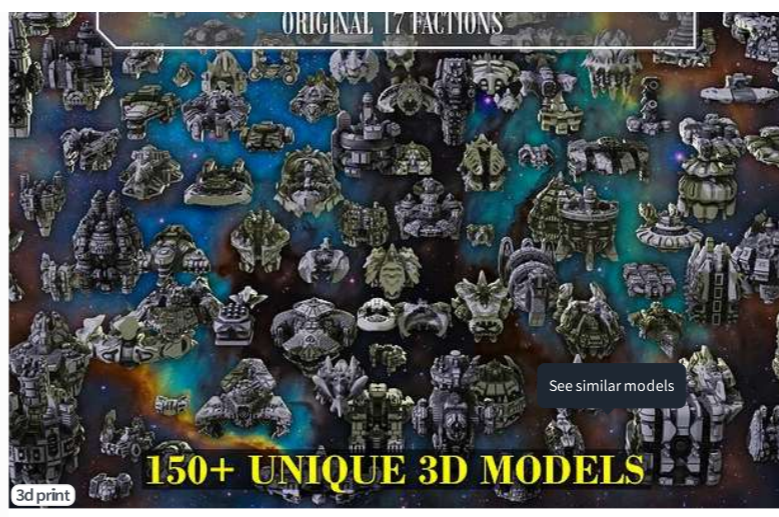 ORIGINAL 17 FACTIONS
See similar models
150+ UNIQUE 3D MODELS
3d print